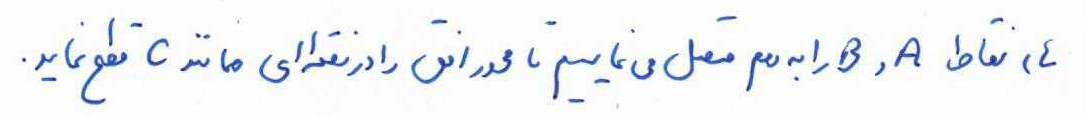 ٤، نقاط A و B را به هم متصل می‌نماییم تا محور افق را در نقطه‌ای مانند C قطع نماید.